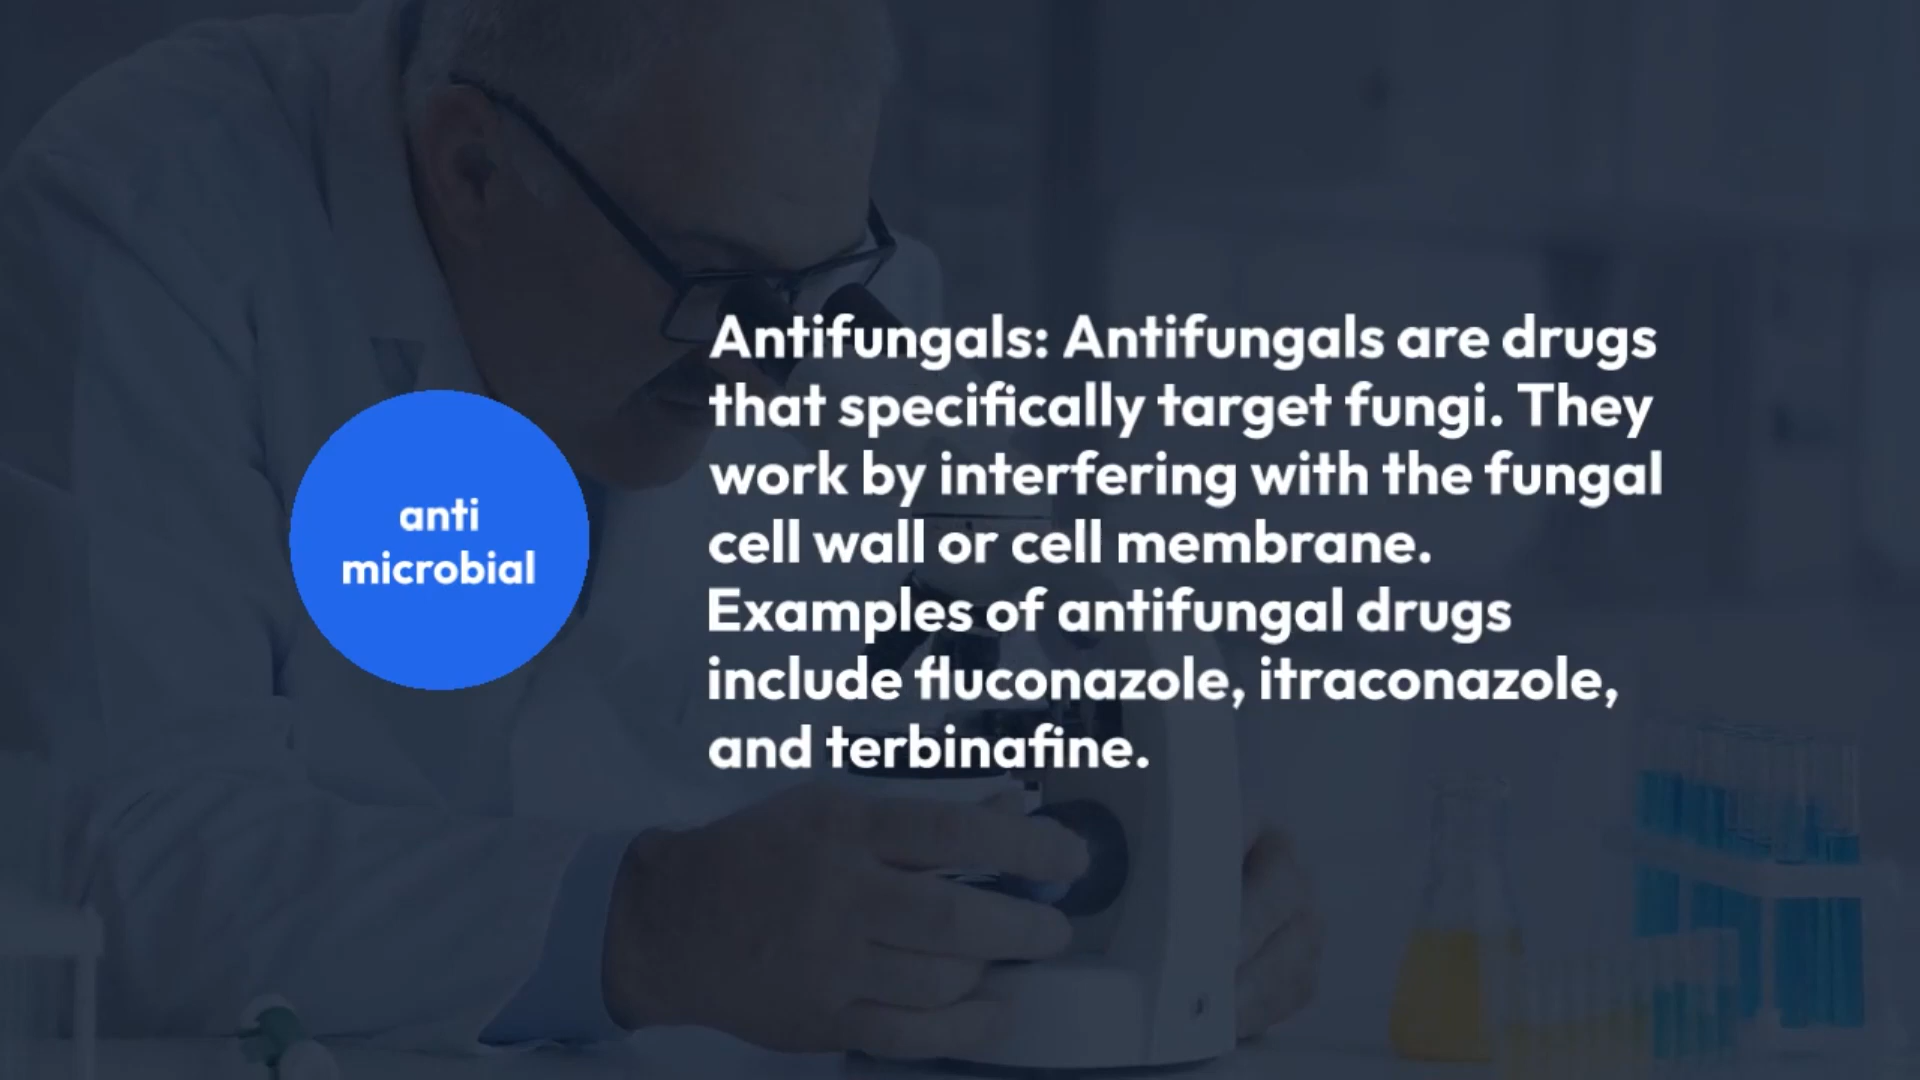 anti
microbial
Antifungals: Antifungals are drugs
that specifically target fungi. They
work by interfering with the fungal
cell wall or cell membrane.
Examples of antifungal drugs
include fluconazole, itraconazole,
and terbinafine.